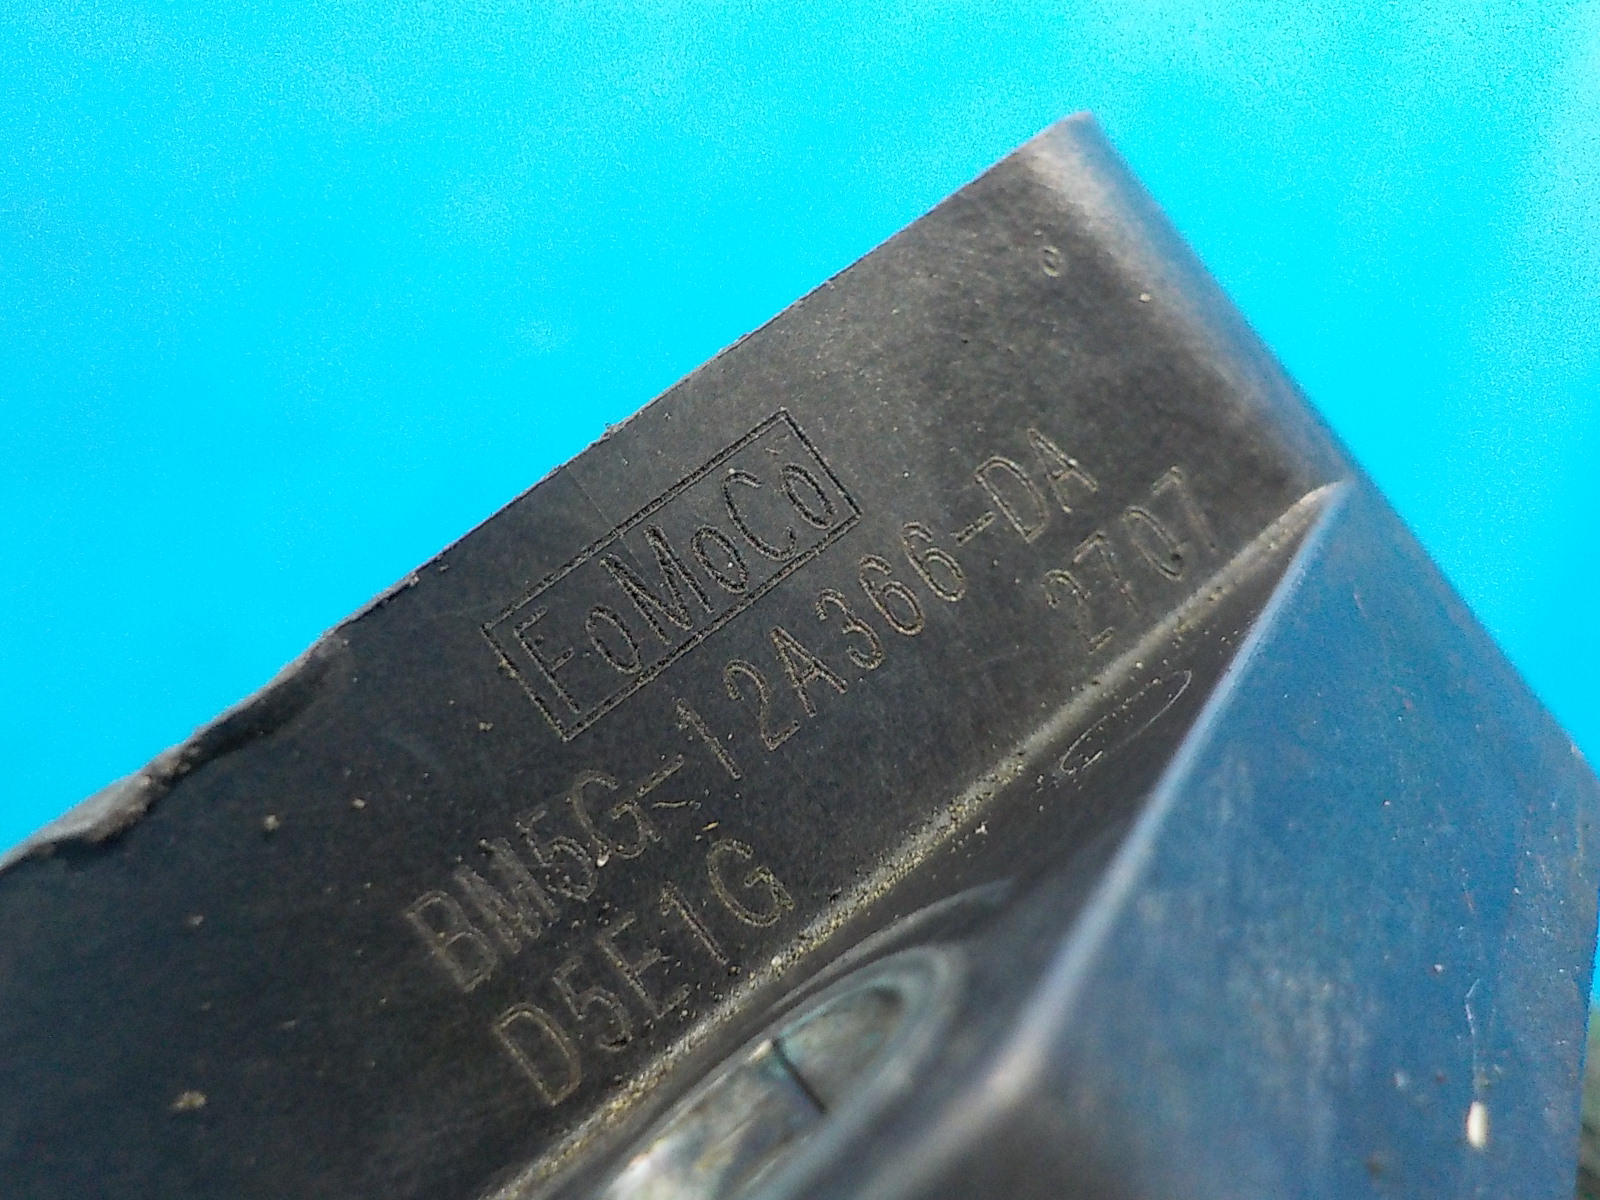 FoMoCo
BM5G-12A366-DA
D5E1G 2707